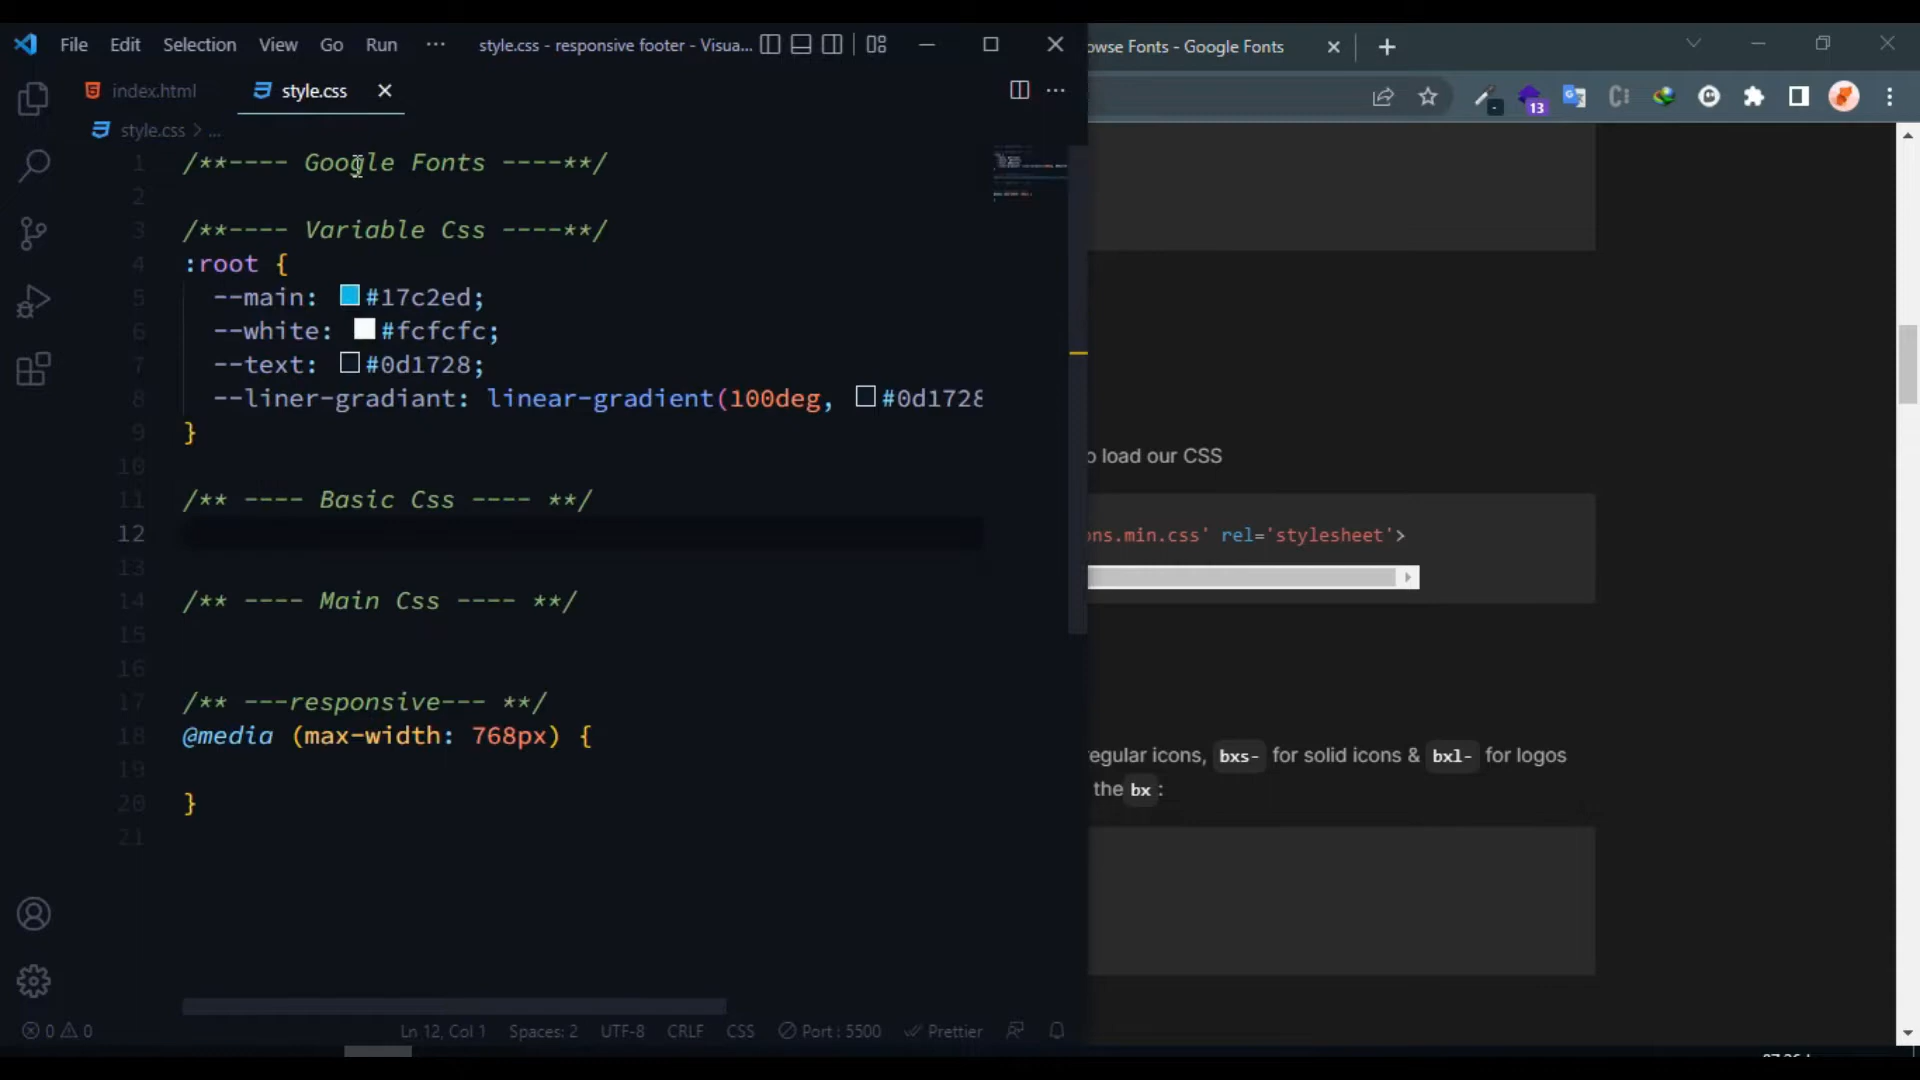 File Edit Selection View Go Run ··· style.css - responsive footer - Visua...
index.html style.css
style.css > ...
1 /**---- Google Fonts ----**/
2
3 /**---- Variable Css ----**/
4 :root {
5 --main: #17c2ed;
6 --white: #fcfcfc;
7 --text: #0d1728;
8 --liner-gradiant: linear-gradient(100deg, #0d1728
9 }
10
11 /** ---- Basic Css ---- **/
12
13
14 /** ---- Main Css ---- **/
15
16
17 /** ---responsive--- **/
18 @media (max-width: 768px) {
19
20 }
21
0 0 Ln 12, Col 1 Spaces: 2 UTF-8 CRLF CSS Port : 5500 Prettier
owse Fonts - Google Fonts
13
o load our CSS
ons.min.css' rel='stylesheet'>
egular icons, bxs- for solid icons & bxl- for logos
the bx :